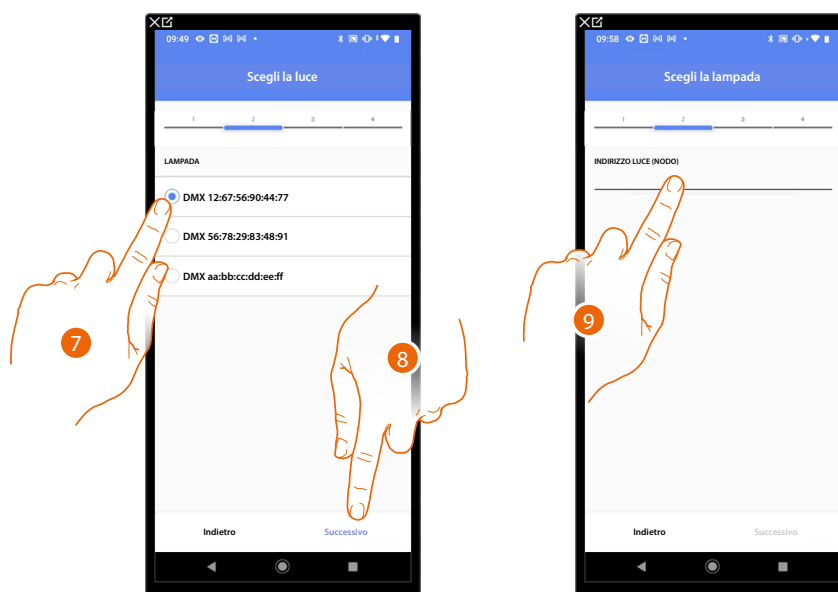 09:49
Scegli la luce
1 2 3 4
LAMPADA
DMX 12:67:56:90:44:77
DMX 56:78:29:83:48:91
DMX aa:bb:cc:dd:ee:ff
7
8
Indietro Successivo
09:58
Scegli la lampada
1 2 3 4
INDIRIZZO LUCE (NODO)
9
Indietro Successivo